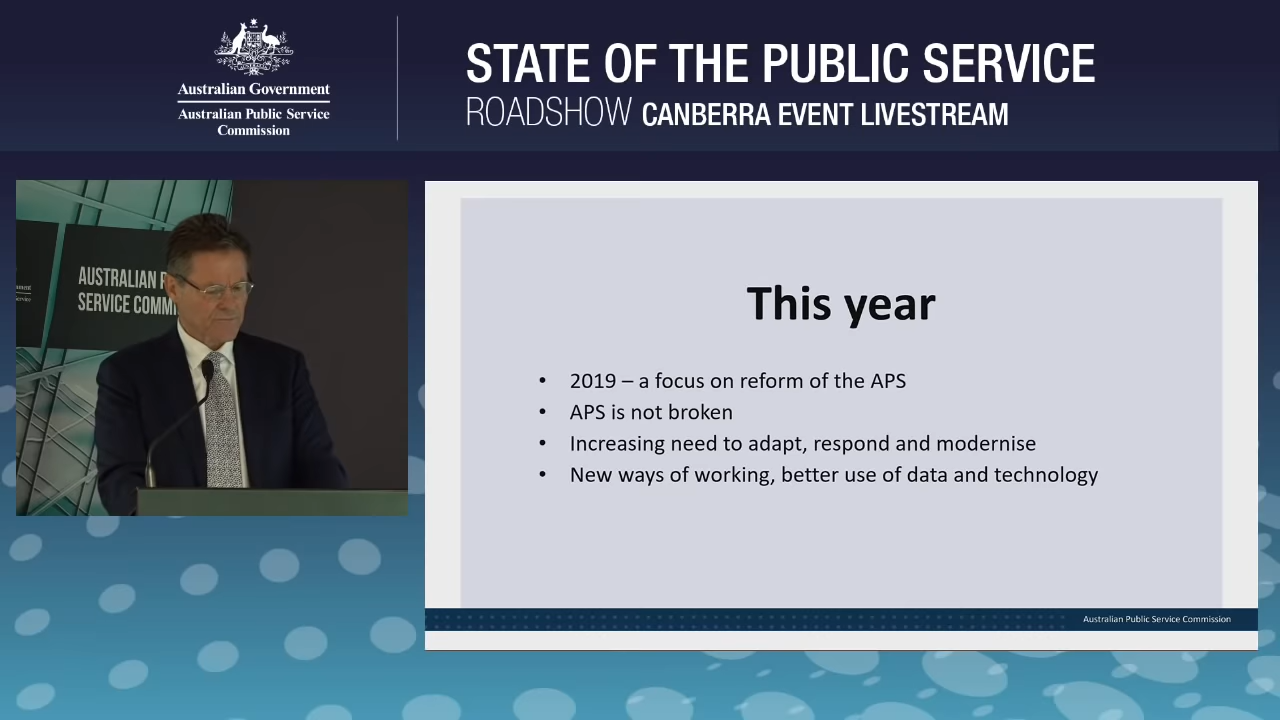 Australian Government
Australian Public Service
Commission
STATE OF THE PUBLIC SERVICE
ROADSHOW CANBERRA EVENT LIVESTREAM
AUSTRALIAN
SERVICE
This year
• 2019 – a focus on reform of the APS
• APS is not broken
• Increasing need to adapt, respond and modernise
• New ways of working, better use of data and technology
Australian Public Service Commission